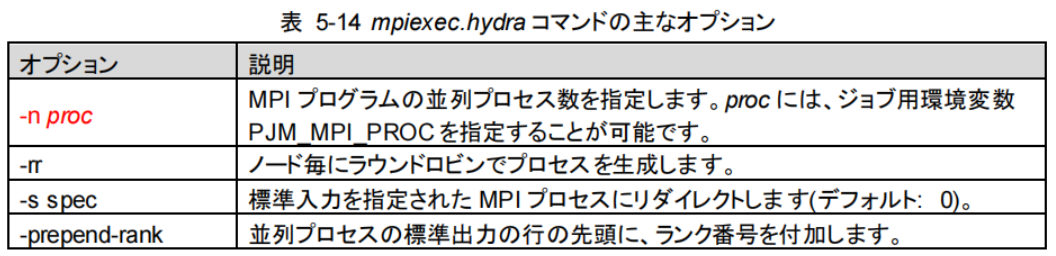 表 5-14 mpiexec.hydra コマンドの主なオプション
オプション 説明
-n proc MPI プログラムの並列プロセス数を指定します。proc には、ジョブ用環境変数
PJM_MPI_PROC を指定することが可能です。
-rr ノード毎にラウンドロビンでプロセスを生成します。
-s spec 標準入力を指定された MPI プロセスにリダイレクトします(デフォルト: 0)。
-prepend-rank 並列プロセスの標準出力の行の先頭に、ランク番号を付加します。